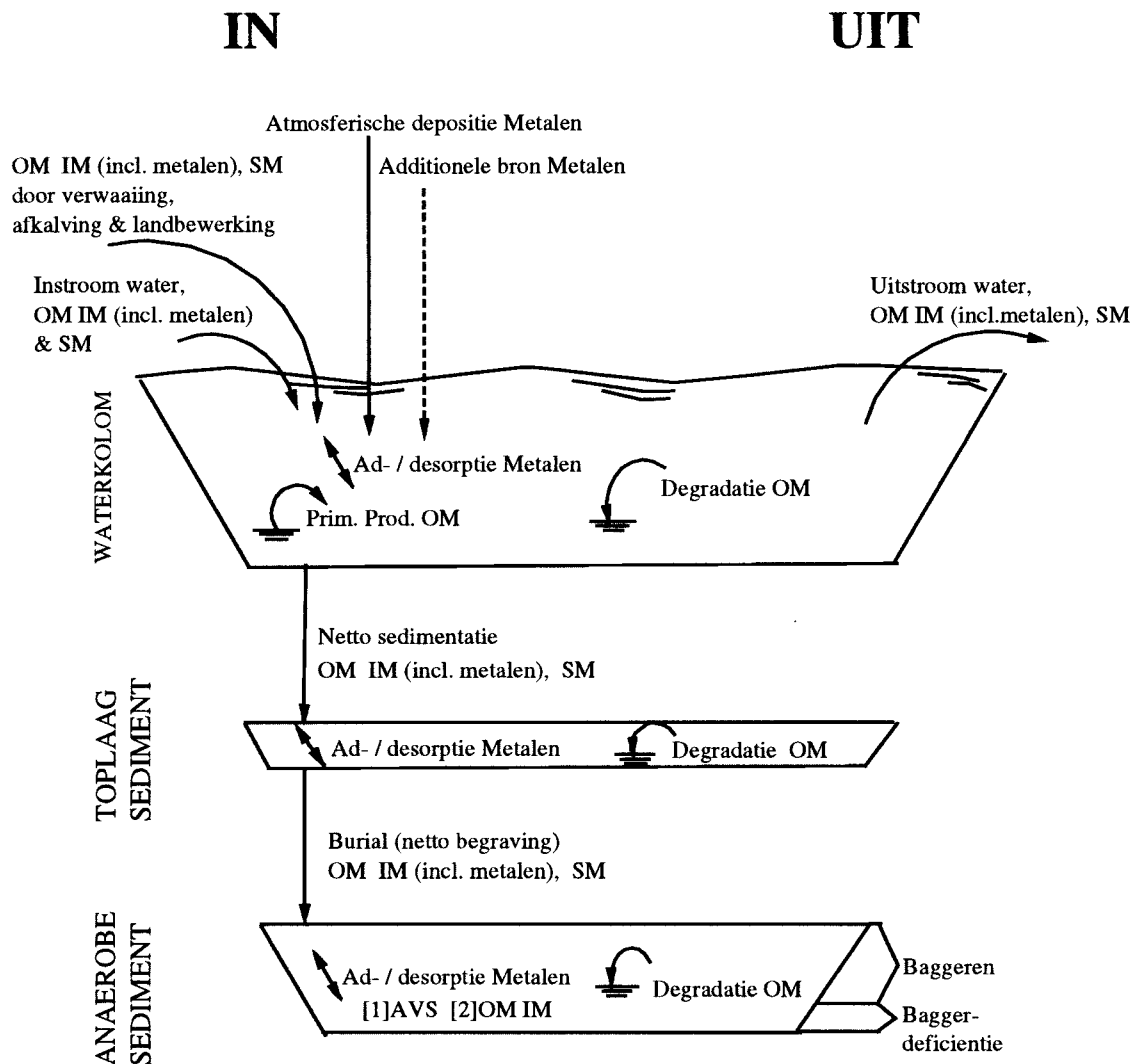 IN
UIT
Atmosferische depositie Metalen
OM IM (incl. metalen), SM
door verwaaiing,
afkalving & landbewerking
Additionele bron Metalen
Instroom water,
OM IM (incl. metalen)
& SM
Uitstroom water,
OM IM (incl.metalen), SM
WATERKOLOM
Ad- / desorptie Metalen
Degradatie OM
Prim. Prod. OM
Netto sedimentatie
OM IM (incl. metalen), SM
TOPLAAG
SEDIMENT
Ad- / desorptie Metalen
Degradatie OM
Burial (netto begraving)
OM IM (incl. metalen), SM
ANAEROBE
SEDIMENT
Ad- / desorptie Metalen
[1]AVS [2]OM IM
Degradatie OM
Baggeren
Bagger-
deficientie